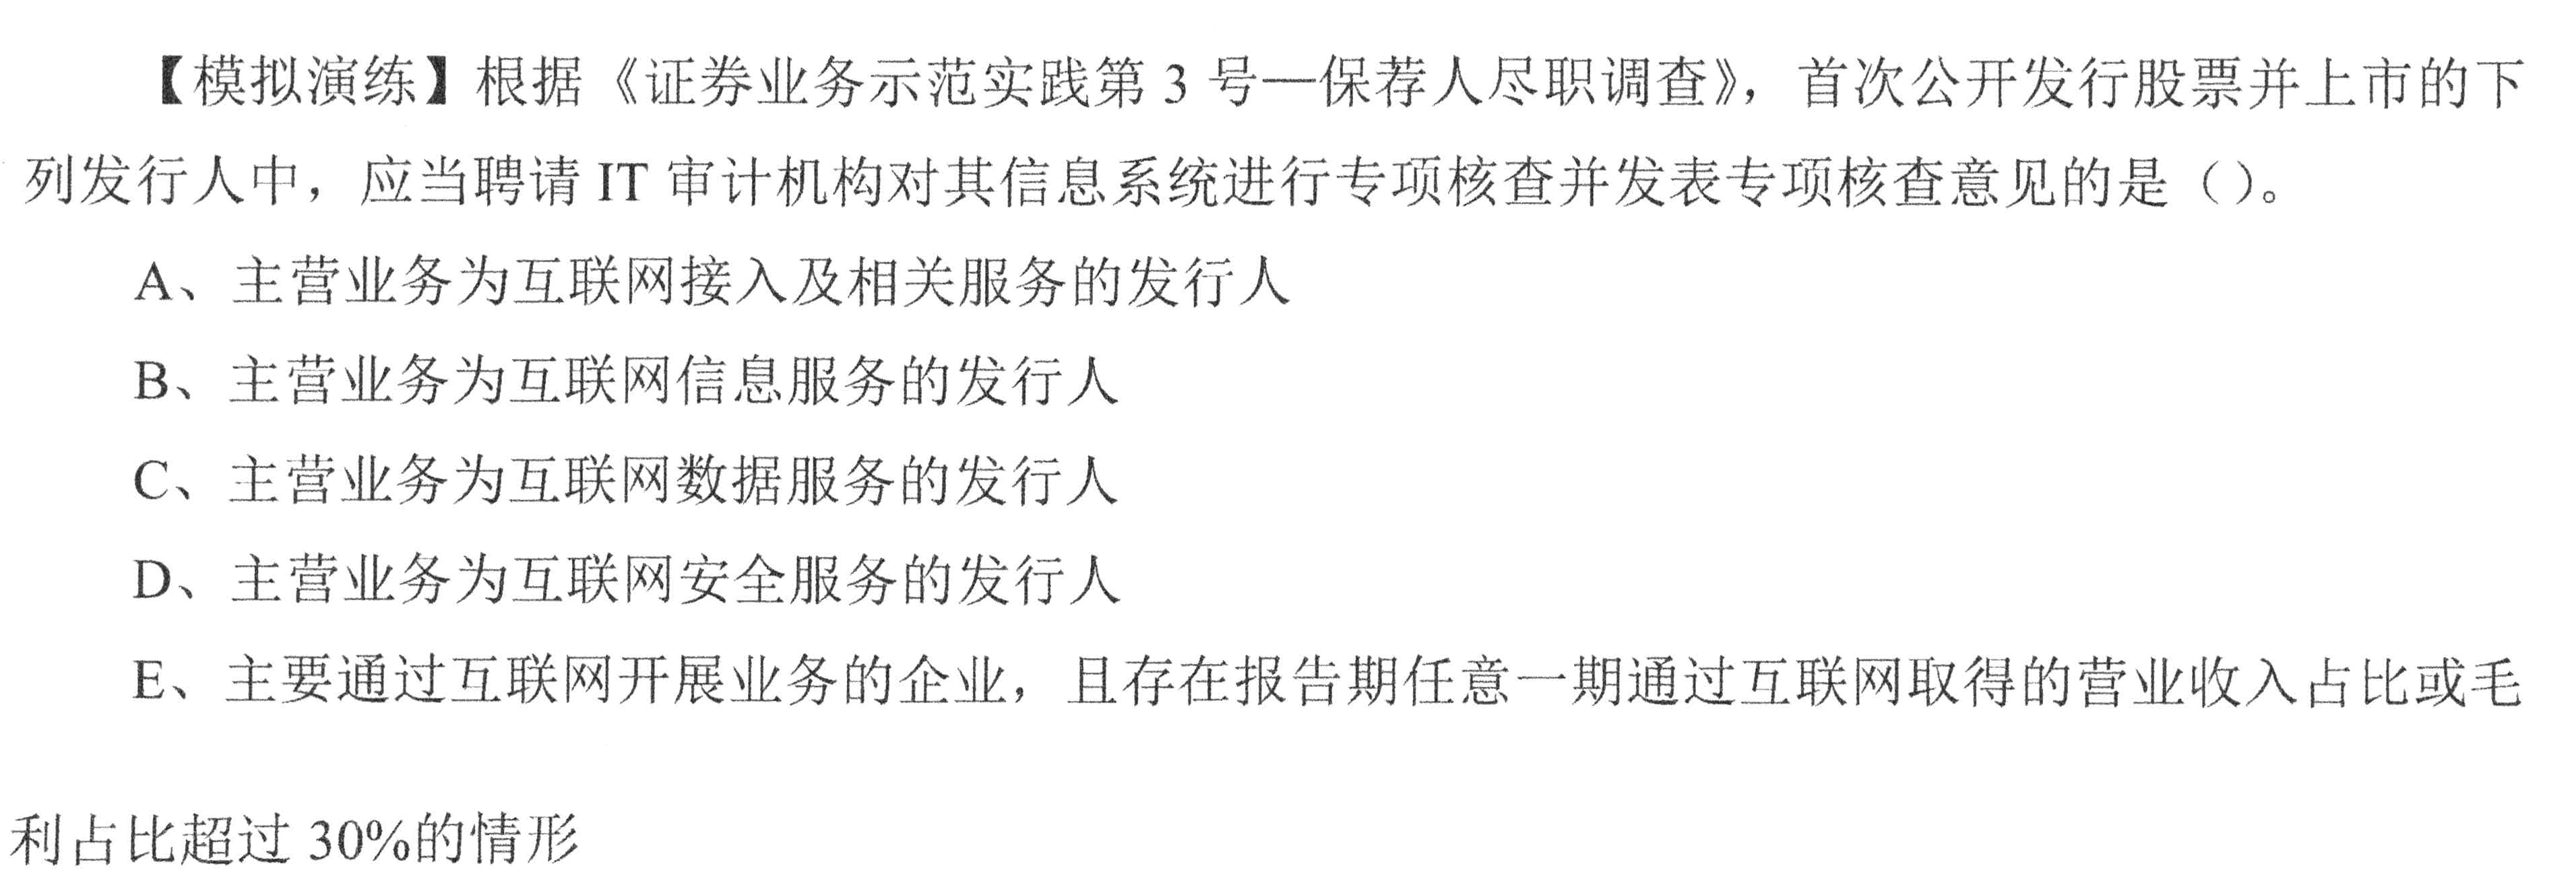 【模拟演练】根据《证券业务示范实践第 3 号—保荐人尽职调查》，首次公开发行股票并上市的下
列发行人中，应当聘请 IT 审计机构对其信息系统进行专项核查并发表专项核查意见的是（）。
A、主营业务为互联网接入及相关服务的发行人
B、主营业务为互联网信息服务的发行人
C、主营业务为互联网数据服务的发行人
D、主营业务为互联网安全服务的发行人
E、主要通过互联网开展业务的企业，且存在报告期任意一期通过互联网取得的营业收入占比或毛
利占比超过 30%的情形